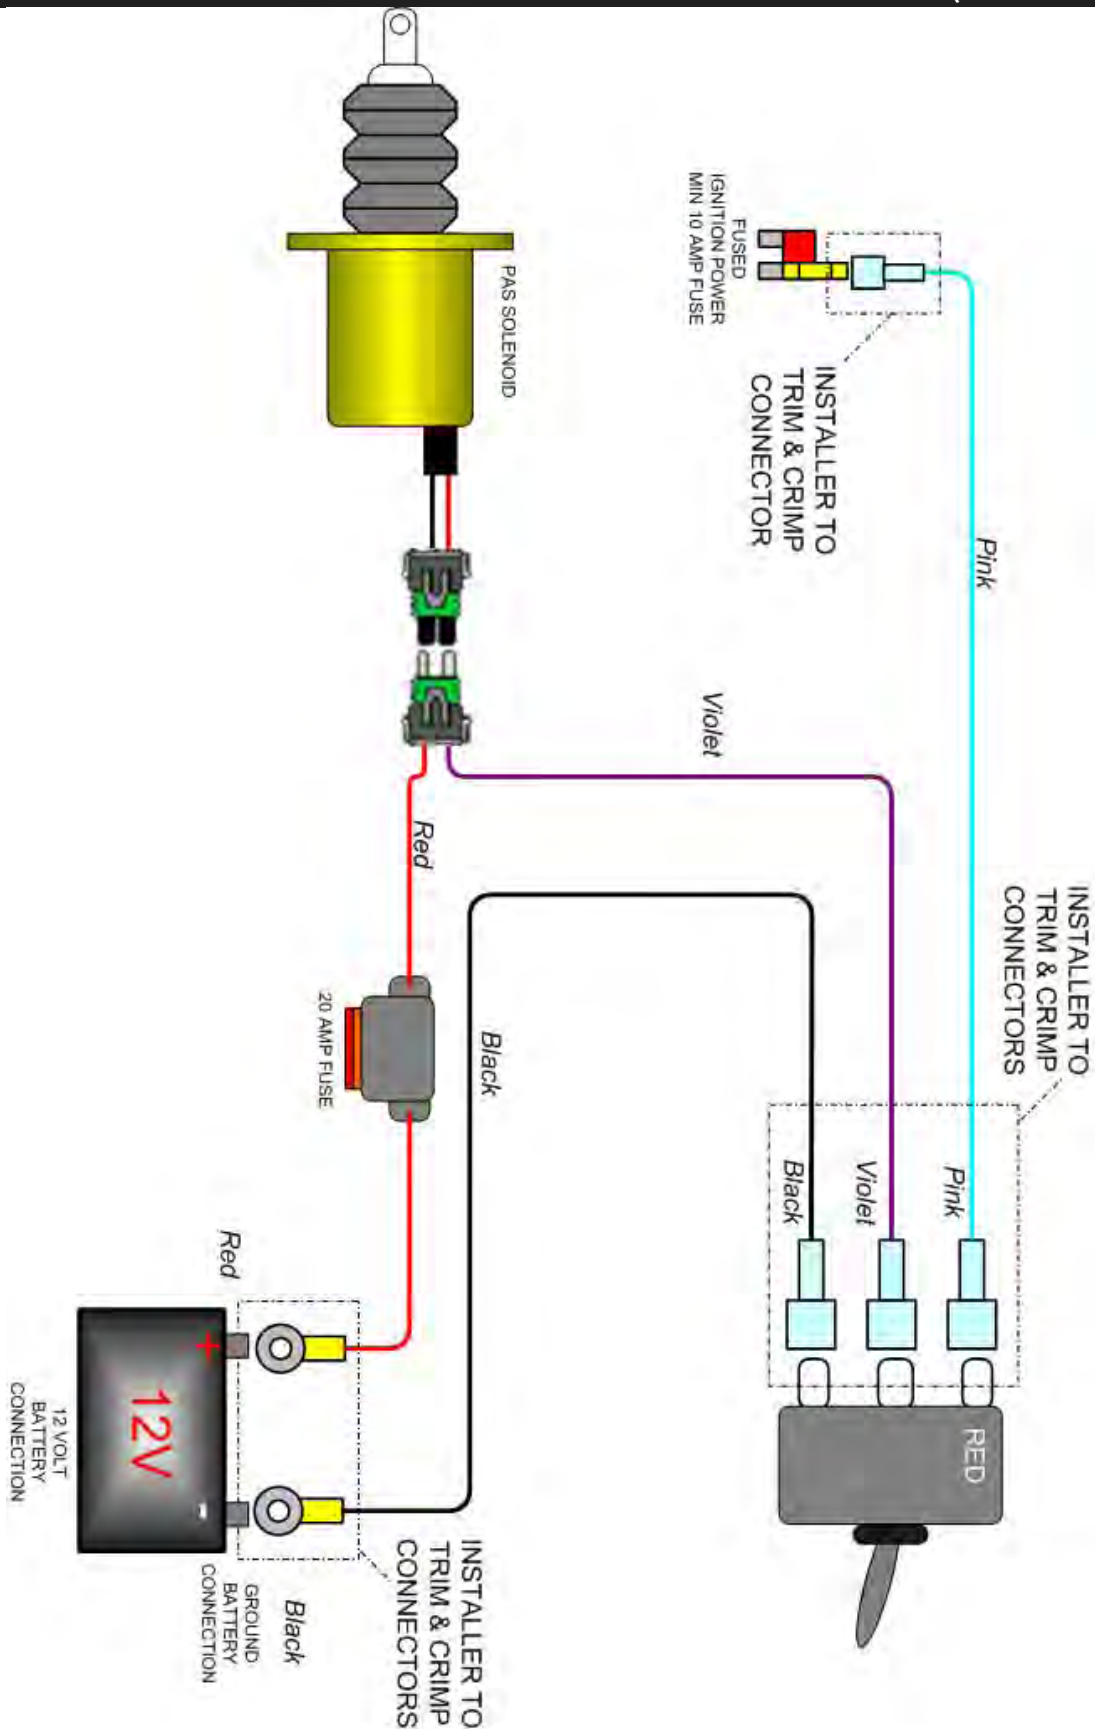 FUSED
IGNITION POWER
MIN 10 AMP FUSE
INSTALLER TO
TRIM & CRIMP
CONNECTOR
PAS SOLENOID
Pink
Violet
Red
Black
20 AMP FUSE
INSTALLER TO
TRIM & CRIMP
CONNECTORS
Pink
Violet
Black
RED
Red
+
12V
-
12 VOLT
BATTERY
CONNECTION
GROUND
BATTERY
CONNECTION
Black
INSTALLER TO
TRIM & CRIMP
CONNECTORS